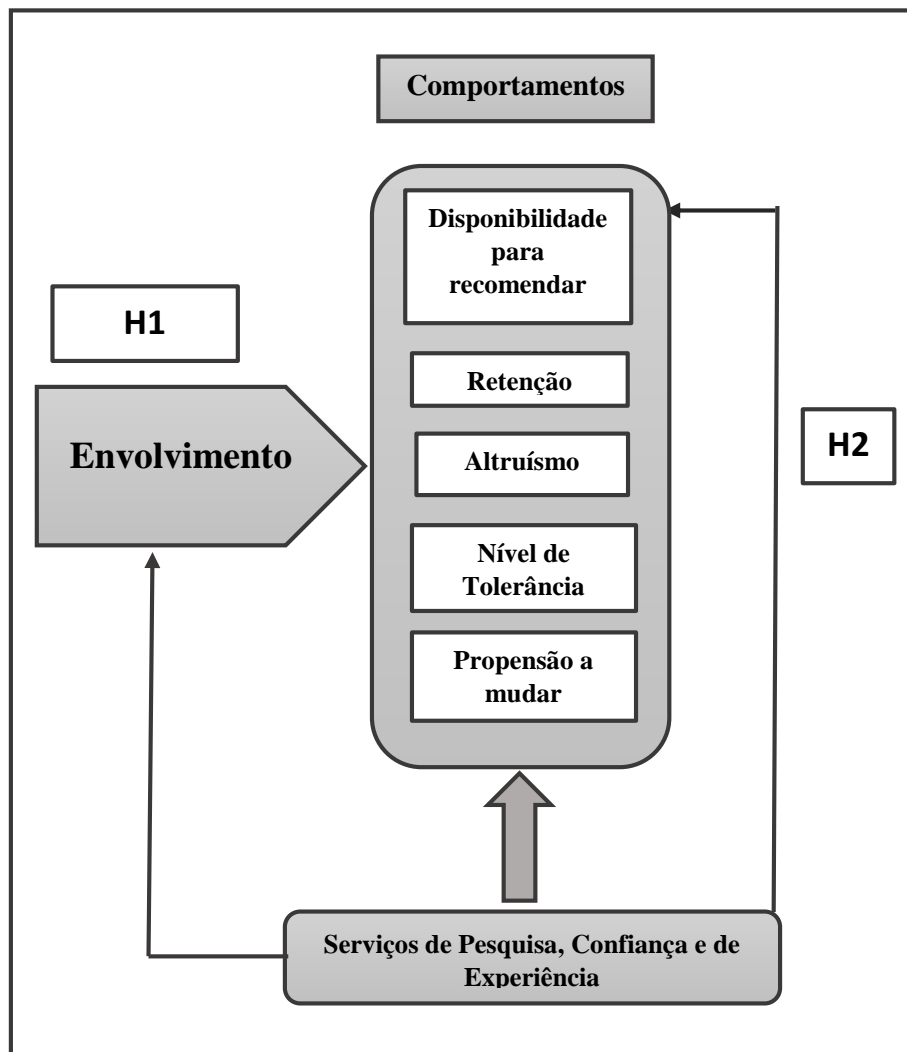 Comportamentos
Disponibilidade
para
recomendar
H1
Retenção
Envolvimento
Altruísmo
H2
Nível de
Tolerância
Propensão a
mudar
Serviços de Pesquisa, Confiança e de
Experiência